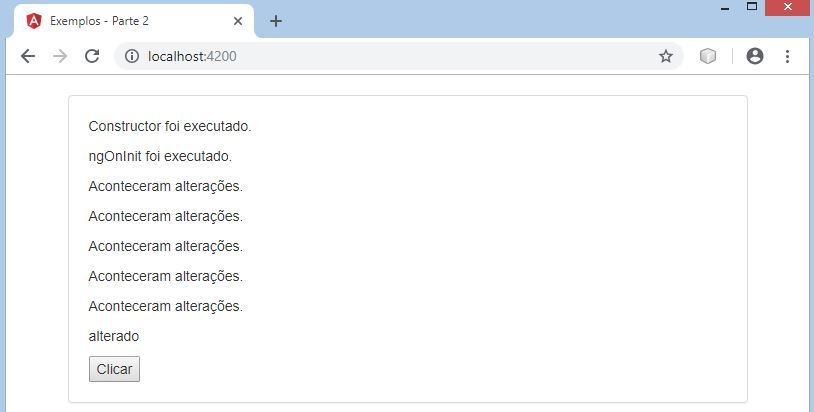 Exemplos - Parte 2
localhost:4200
Constructor foi executado.
ngOnInit foi executado.
Aconteceram alterações.
Aconteceram alterações.
Aconteceram alterações.
Aconteceram alterações.
Aconteceram alterações.
alterado
Clicar